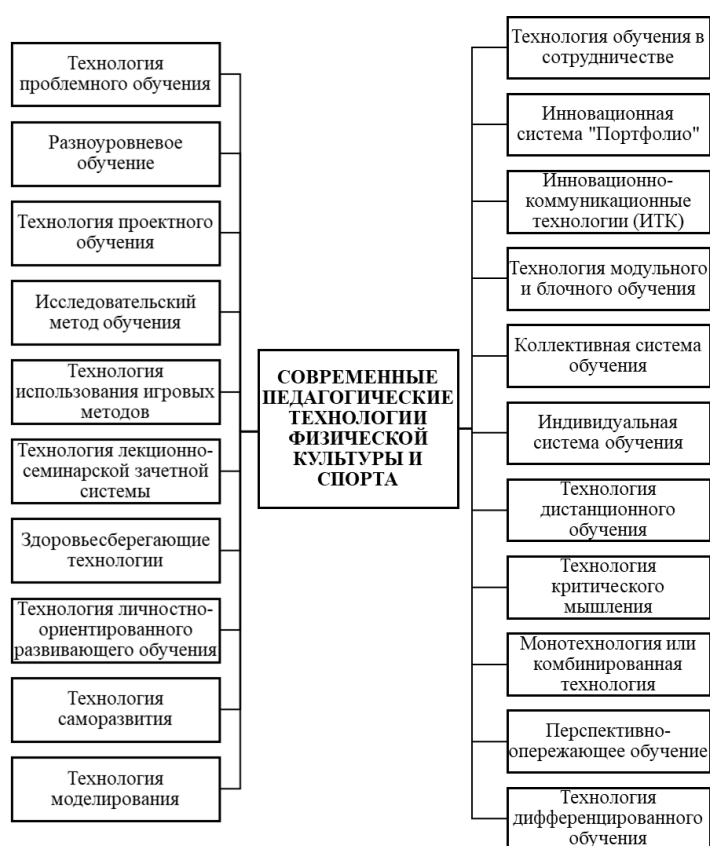 Технология
проблемного обучения
Разноуровневое
обучение
Технология проектного
обучения
Исследовательский
метод обучения
Технология
использования игровых
методов
Технология лекционно-
семинарской зачетной
системы
Здоровьесберегающие
технологии
Технология личностно-
ориентированного
развивающего обучения
Технология
саморазвития
Технология
моделирования
СОВРЕМЕННЫЕ
ПЕДАГОГИЧЕСКИЕ
ТЕХНОЛОГИИ
ФИЗИЧЕСКОЙ
КУЛЬТУРЫ И
СПОРТА
Технология обучения в
сотрудничестве
Инновационная
система "Портфолио"
Инновационно-
коммуникационные
технологии (ИТК)
Технология модульного
и блочного обучения
Коллективная система
обучения
Индивидуальная
система обучения
Технология
дистанционного
обучения
Технология
критического
мышления
Монотехнология или
комбинированная
технология
Перспективно-
опережающее обучение
Технология
дифференцированного
обучения